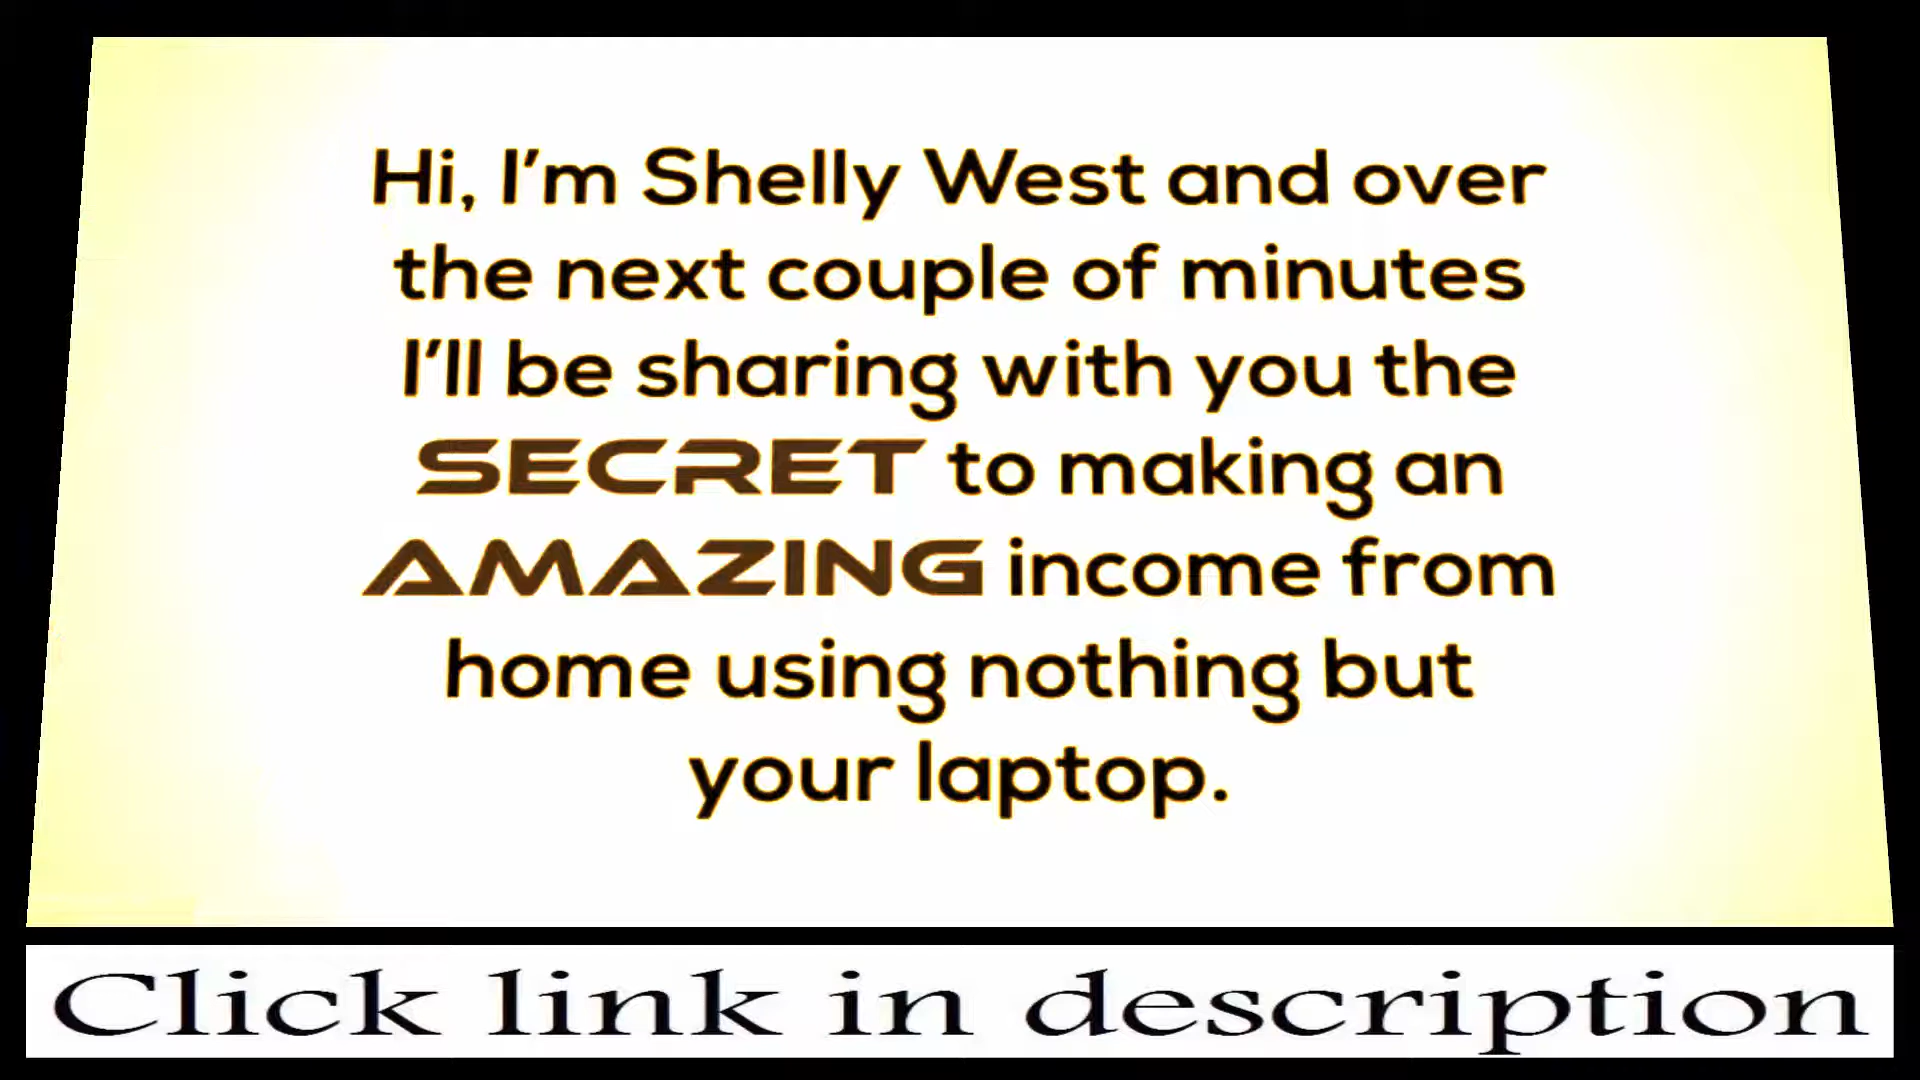 Hi, I'm Shelly West and over
the next couple of minutes
I'll be sharing with you the
SECRET to making an
AMAZING income from
home using nothing but
your laptop.
Click link in description